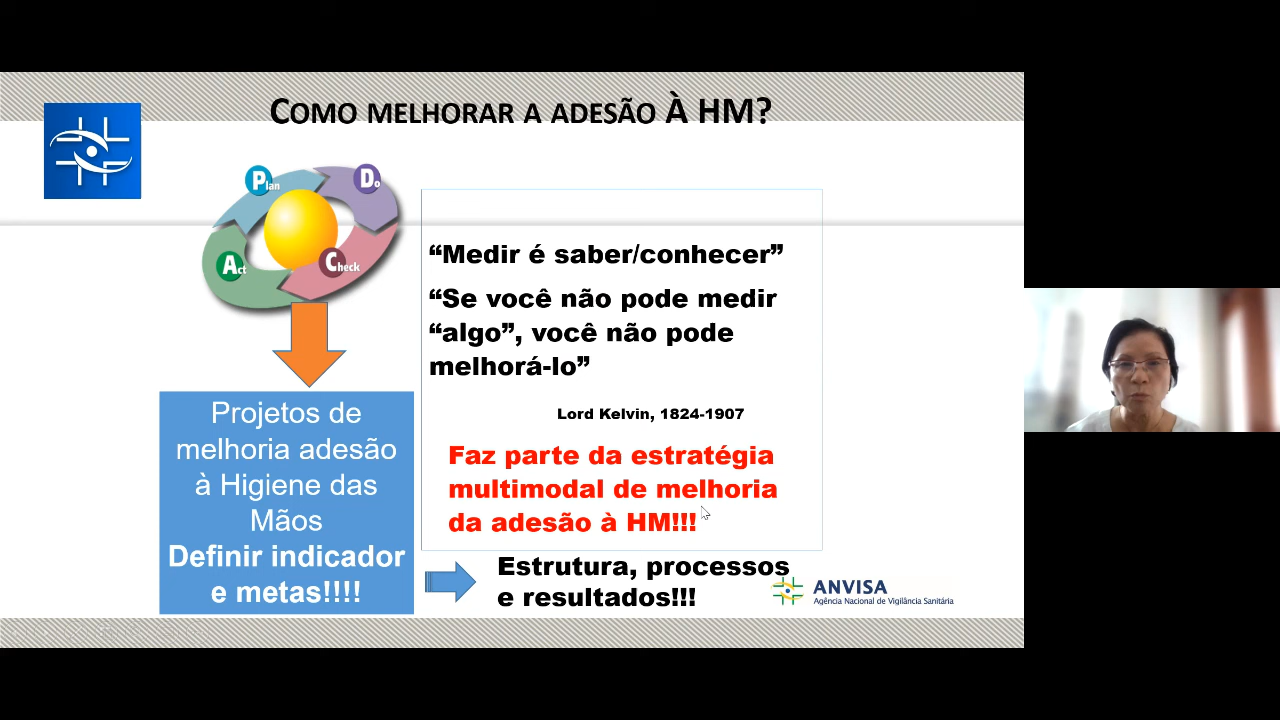 COMO MELHORAR A ADESÃO À HM?
Plan
Do
Act
Check
“Medir é saber/conhecer”
“Se você não pode medir
“algo”, você não pode
melhorá-lo”
Lord Kelvin, 1824-1907
Faz parte da estratégia
multimodal de melhoria
da adesão à HM!!!
Projetos de
melhoria adesão
à Higiene das
Mãos
Definir indicador
e metas!!!!
Estrutura, processos
e resultados!!!
ANVISA
Agência Nacional de Vigilância Sanitária